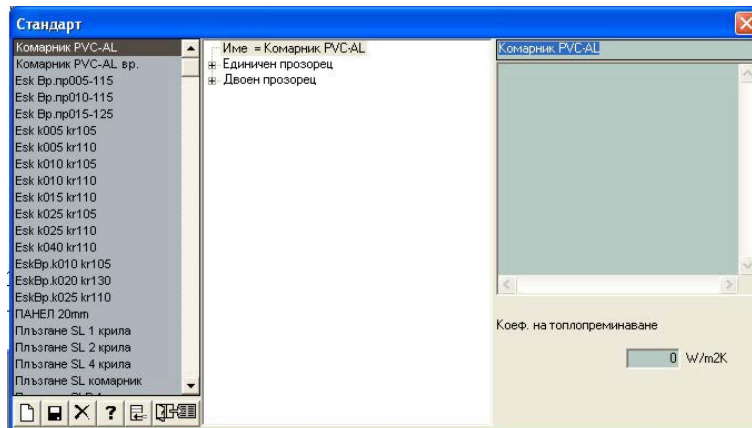 Стандарт
Комарник PVC-AL
Комарник PVC-AL вр.
Esk Вр.пр005-115
Esk Вр.пр010-115
Esk Вр.пр015-125
Esk k005 kr105
Esk k005 kr110
Esk k010 kr105
Esk k010 kr110
Esk k015 kr110
Esk k025 kr105
Esk k025 kr110
Esk k040 kr110
EskВр.k010 kr105
EskВр.k020 kr130
EskВр.k025 kr110
ПАНЕЛ 20mm
Плъзгане SL 1 крила
Плъзгане SL 2 крила
Плъзгане SL 4 крила
Плъзгане SL комарник
Име = Комарник PVC-AL
Единичен прозорец
Двоен прозорец
Комарник PVC-AL
Коеф. на топлопреминаване
0 W/m2K